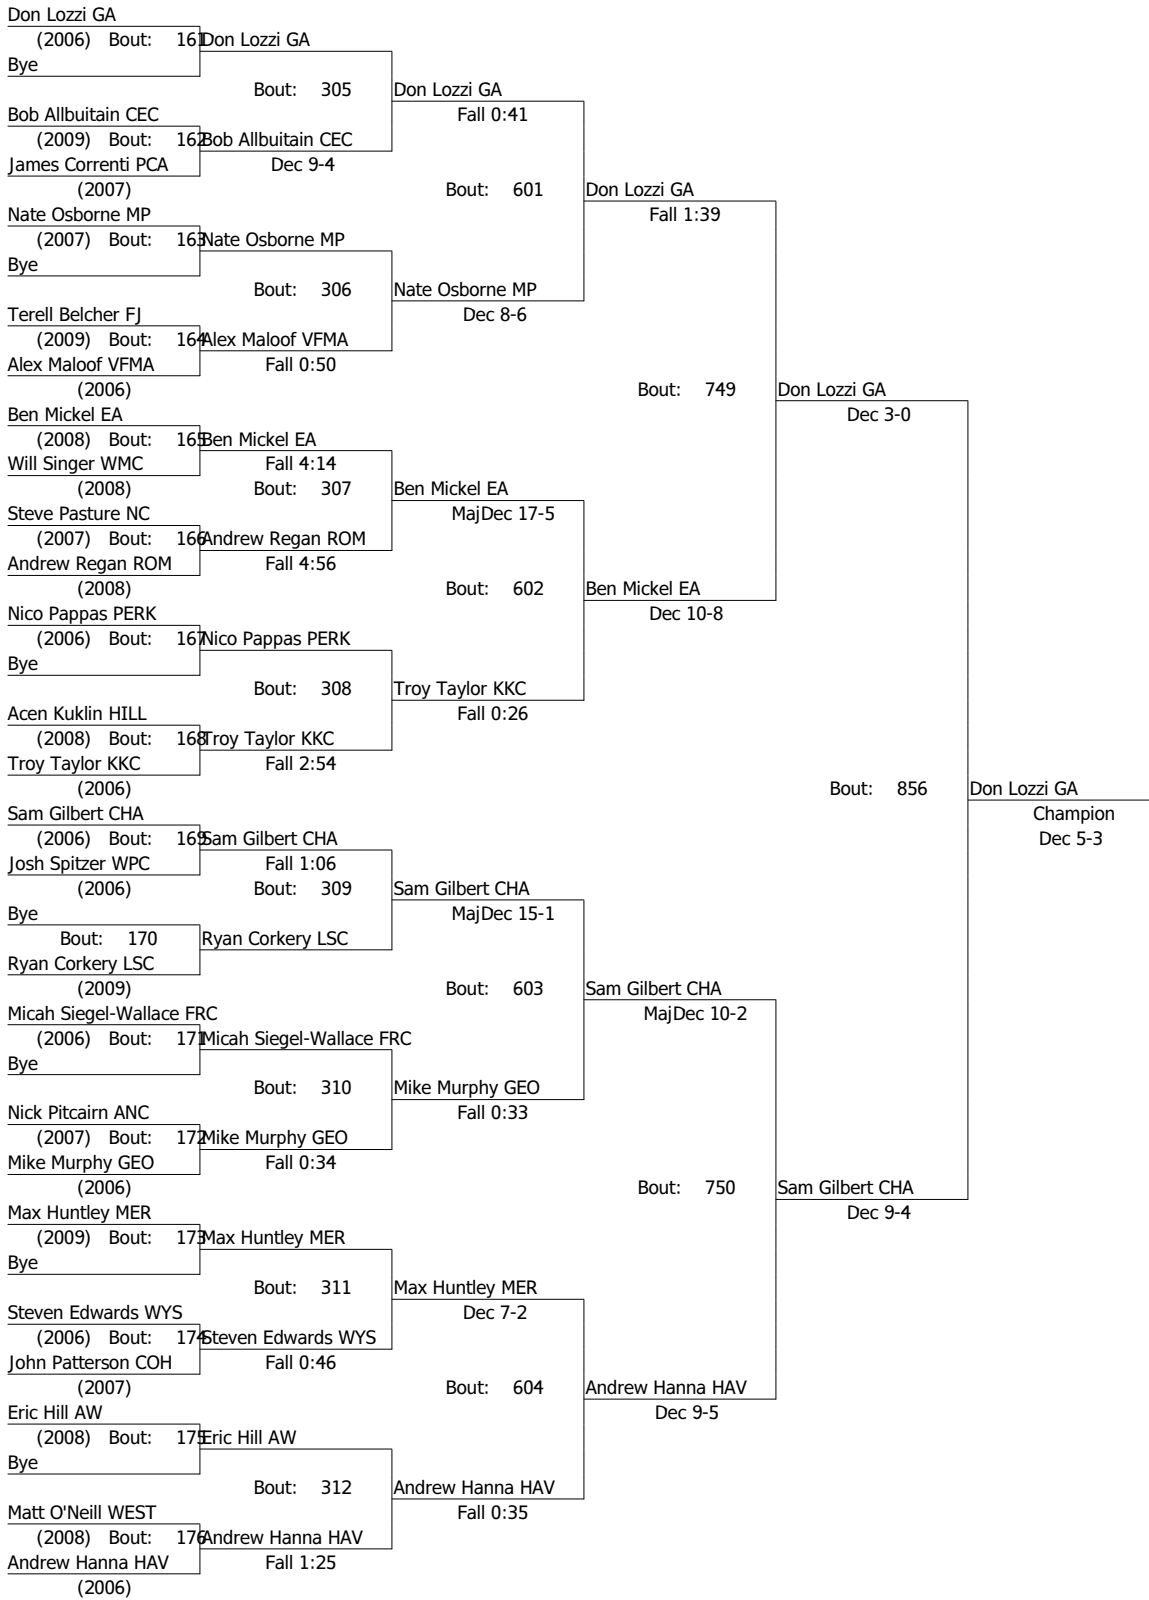 Don Lozzi GA
(2006) Bout: 161 Don Lozzi GA
Bye
Bout: 305 Don Lozzi GA
Bob Allbuitain CEC Fall 0:41
(2009) Bout: 162 Bob Allbuitain CEC
James Correnti PCA Dec 9-4
(2007) Bout: 601 Don Lozzi GA
Nate Osborne MP Fall 1:39
(2007) Bout: 163 Nate Osborne MP
Bye
Bout: 306 Nate Osborne MP
Terell Belcher FJ Dec 8-6
(2009) Bout: 164 Alex Maloof VFMA
Alex Maloof VFMA Fall 0:50
(2006) Bout: 749 Don Lozzi GA
Ben Mickel EA Dec 3-0
(2008) Bout: 165 Ben Mickel EA
Will Singer WMC Fall 4:14
(2008) Bout: 307 Ben Mickel EA
Steve Pasture NC MajDec 17-5
(2007) Bout: 166 Andrew Regan ROM
Andrew Regan ROM Fall 4:56
(2008) Bout: 602 Ben Mickel EA
Nico Pappas PERK Dec 10-8
(2006) Bout: 167 Nico Pappas PERK
Bye
Bout: 308 Troy Taylor KKC
Acen Kuklin HILL Fall 0:26
(2008) Bout: 168 Troy Taylor KKC
Troy Taylor KKC Fall 2:54
(2006) Bout: 856 Don Lozzi GA
Sam Gilbert CHA Champion
(2006) Bout: 169 Sam Gilbert CHA Dec 5-3
Josh Spitzer WPC Fall 1:06
(2006) Bout: 309 Sam Gilbert CHA
Bye MajDec 15-1
Bout: 170 Ryan Corkery LSC
Ryan Corkery LSC
(2009) Bout: 603 Sam Gilbert CHA
Micah Siegel-Wallace FRC MajDec 10-2
(2006) Bout: 171 Micah Siegel-Wallace FRC
Bye
Bout: 310 Mike Murphy GEO
Nick Pitcairn ANC Fall 0:33
(2007) Bout: 172 Mike Murphy GEO
Mike Murphy GEO Fall 0:34
(2006) Bout: 750 Sam Gilbert CHA
Max Huntley MER Dec 9-4
(2009) Bout: 173 Max Huntley MER
Bye
Bout: 311 Max Huntley MER
Steven Edwards WYS Dec 7-2
(2006) Bout: 174 Steven Edwards WYS
John Patterson COH Fall 0:46
(2007) Bout: 604 Andrew Hanna HAV
Eric Hill AW Dec 9-5
(2008) Bout: 175 Eric Hill AW
Bye
Bout: 312 Andrew Hanna HAV
Matt O'Neill WEST Fall 0:35
(2008) Bout: 176 Andrew Hanna HAV
Andrew Hanna HAV Fall 1:25
(2006)